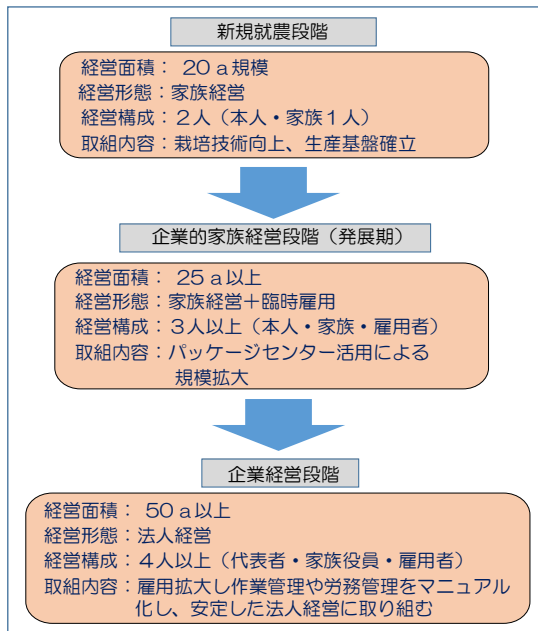 新規就農段階
経営面積： 20ａ規模
経営形態：家族経営
経営構成：２人（本人・家族１人）
取組内容：栽培技術向上、生産基盤確立
企業的家族経営段階（発展期）
経営面積： 25ａ以上
経営形態：家族経営＋臨時雇用
経営構成：３人以上（本人・家族・雇用者）
取組内容：パッケージセンター活用による
規模拡大
企業経営段階
経営面積： 50ａ以上
経営形態：法人経営
経営構成：４人以上（代表者・家族役員・雇用者）
取組内容：雇用拡大し作業管理や労務管理をマニュアル
化し、安定した法人経営に取り組む